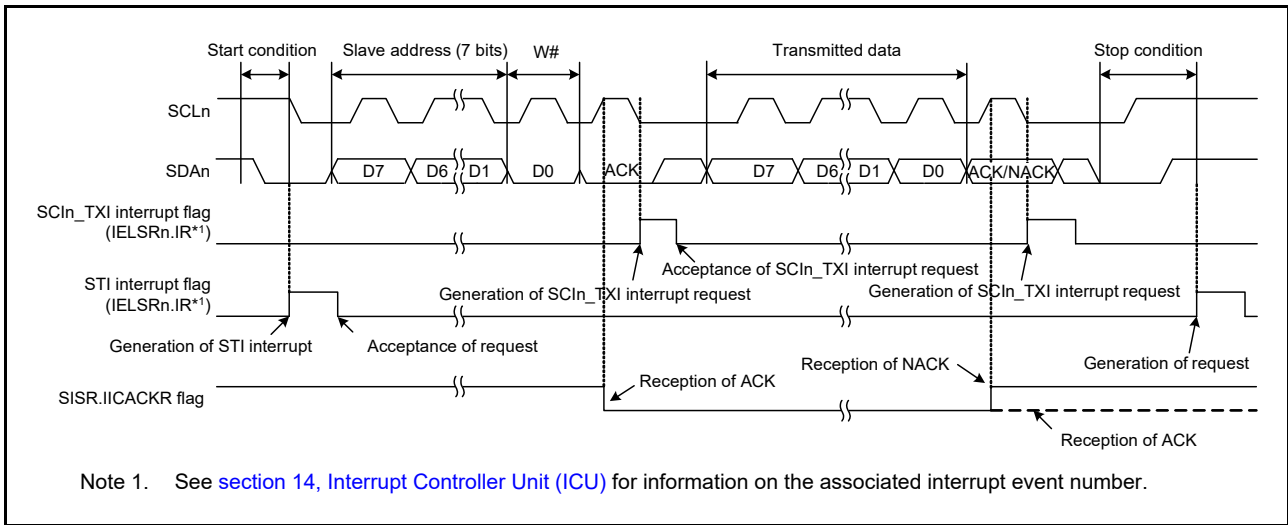 Start condition
Slave address (7 bits)
W#
Transmitted data
Stop condition
SCLn
SDAn
D7
D6
D1
D0
ACK
D7
D6
D1
D0
ACK/NACK
SCIn_TXI interrupt flag
(IELSRn.IR*1)
Acceptance of SCIn_TXI interrupt request
Generation of SCIn_TXI interrupt request
Generation of SCIn_TXI interrupt request
STI interrupt flag
(IELSRn.IR*1)
Generation of STI interrupt
Acceptance of request
Generation of request
SISR.IICACKR flag
Reception of ACK
Reception of NACK
Reception of ACK
Note 1. See section 14, Interrupt Controller Unit (ICU) for information on the associated interrupt event number.